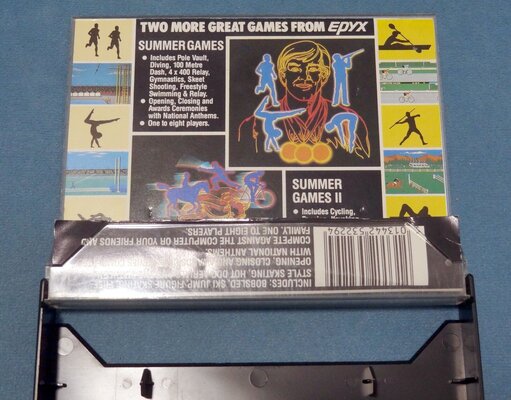 TWO MORE GREAT GAMES FROM EPYX
SUMMER GAMES
• Includes Pole Vault,
Diving, 100 Metre
Dash, 4 x 400 Relay,
Gymnastics, Skeet
Shooting, Freestyle
Swimming & Relay.
• Opening, Closing and
Awards Ceremonies
with National Anthems.
• One to eight players.
SUMMER
GAMES II
• Includes Cycling,
INCLUDES: BOBSLED, SKI JUMP, FIGURE SKATING,
STYLE SKATING, HOT DOG
OPENING, CLOSING
WITH NATIONAL ANTHEM
COMPETE AGAINST THE COMPUTER OR YOUR FRIENDS AND
FAMILY. ONE TO EIGHT PLAYERS.